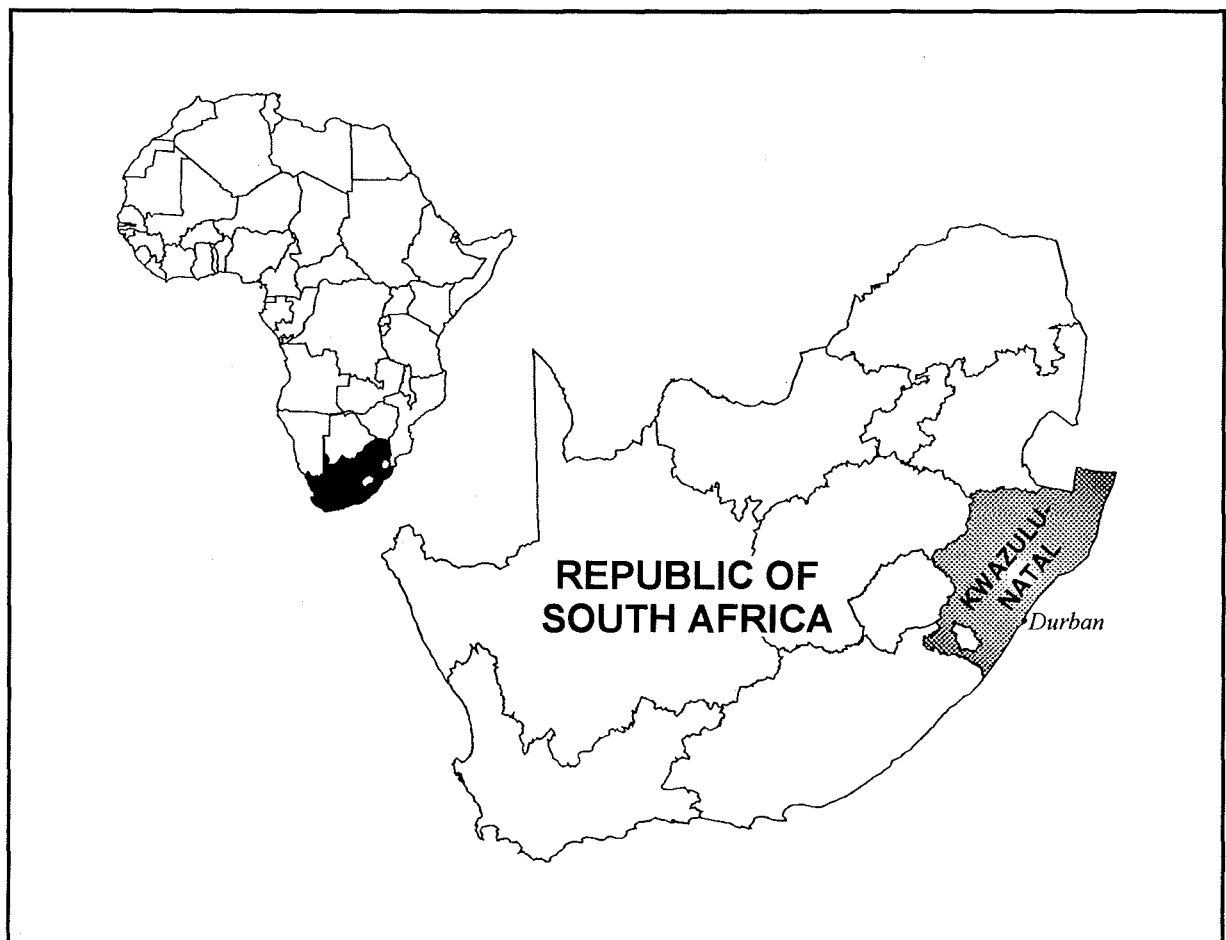 REPUBLIC OF
SOUTH AFRICA
KWAZULU-
NATAL
Durban